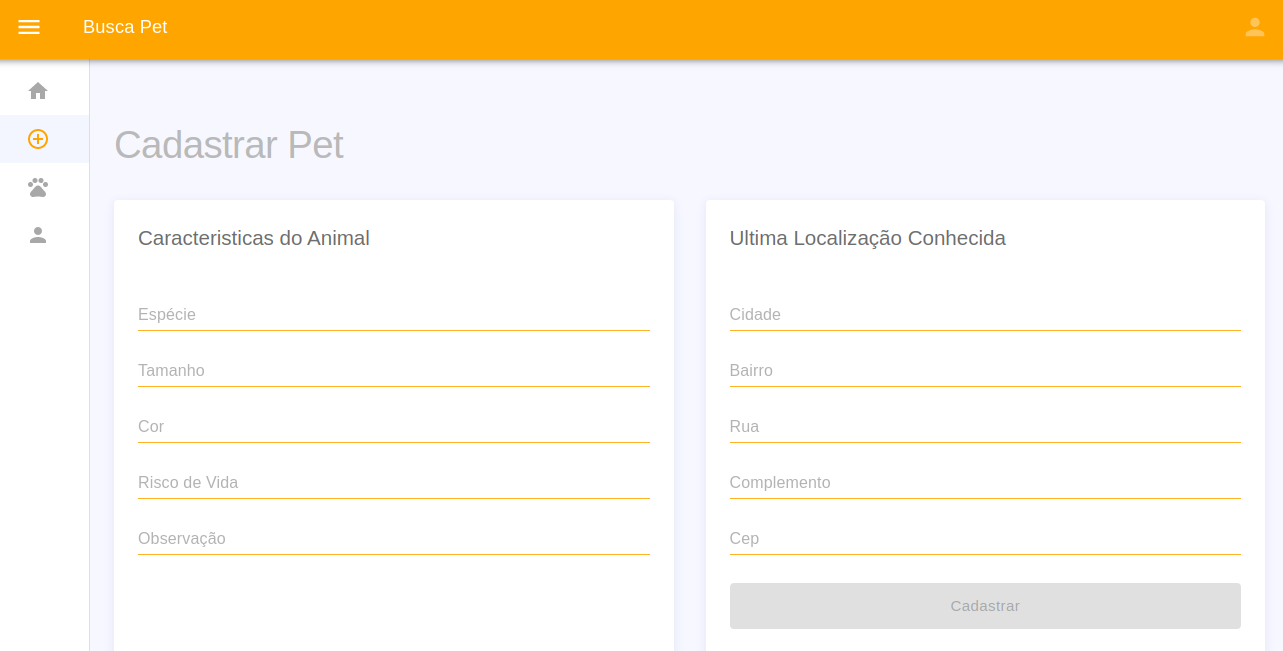 Busca Pet
Cadastrar Pet
Caracteristicas do Animal
Espécie
Tamanho
Cor
Risco de Vida
Observação
Ultima Localização Conhecida
Cidade
Bairro
Rua
Complemento
Cep
Cadastrar